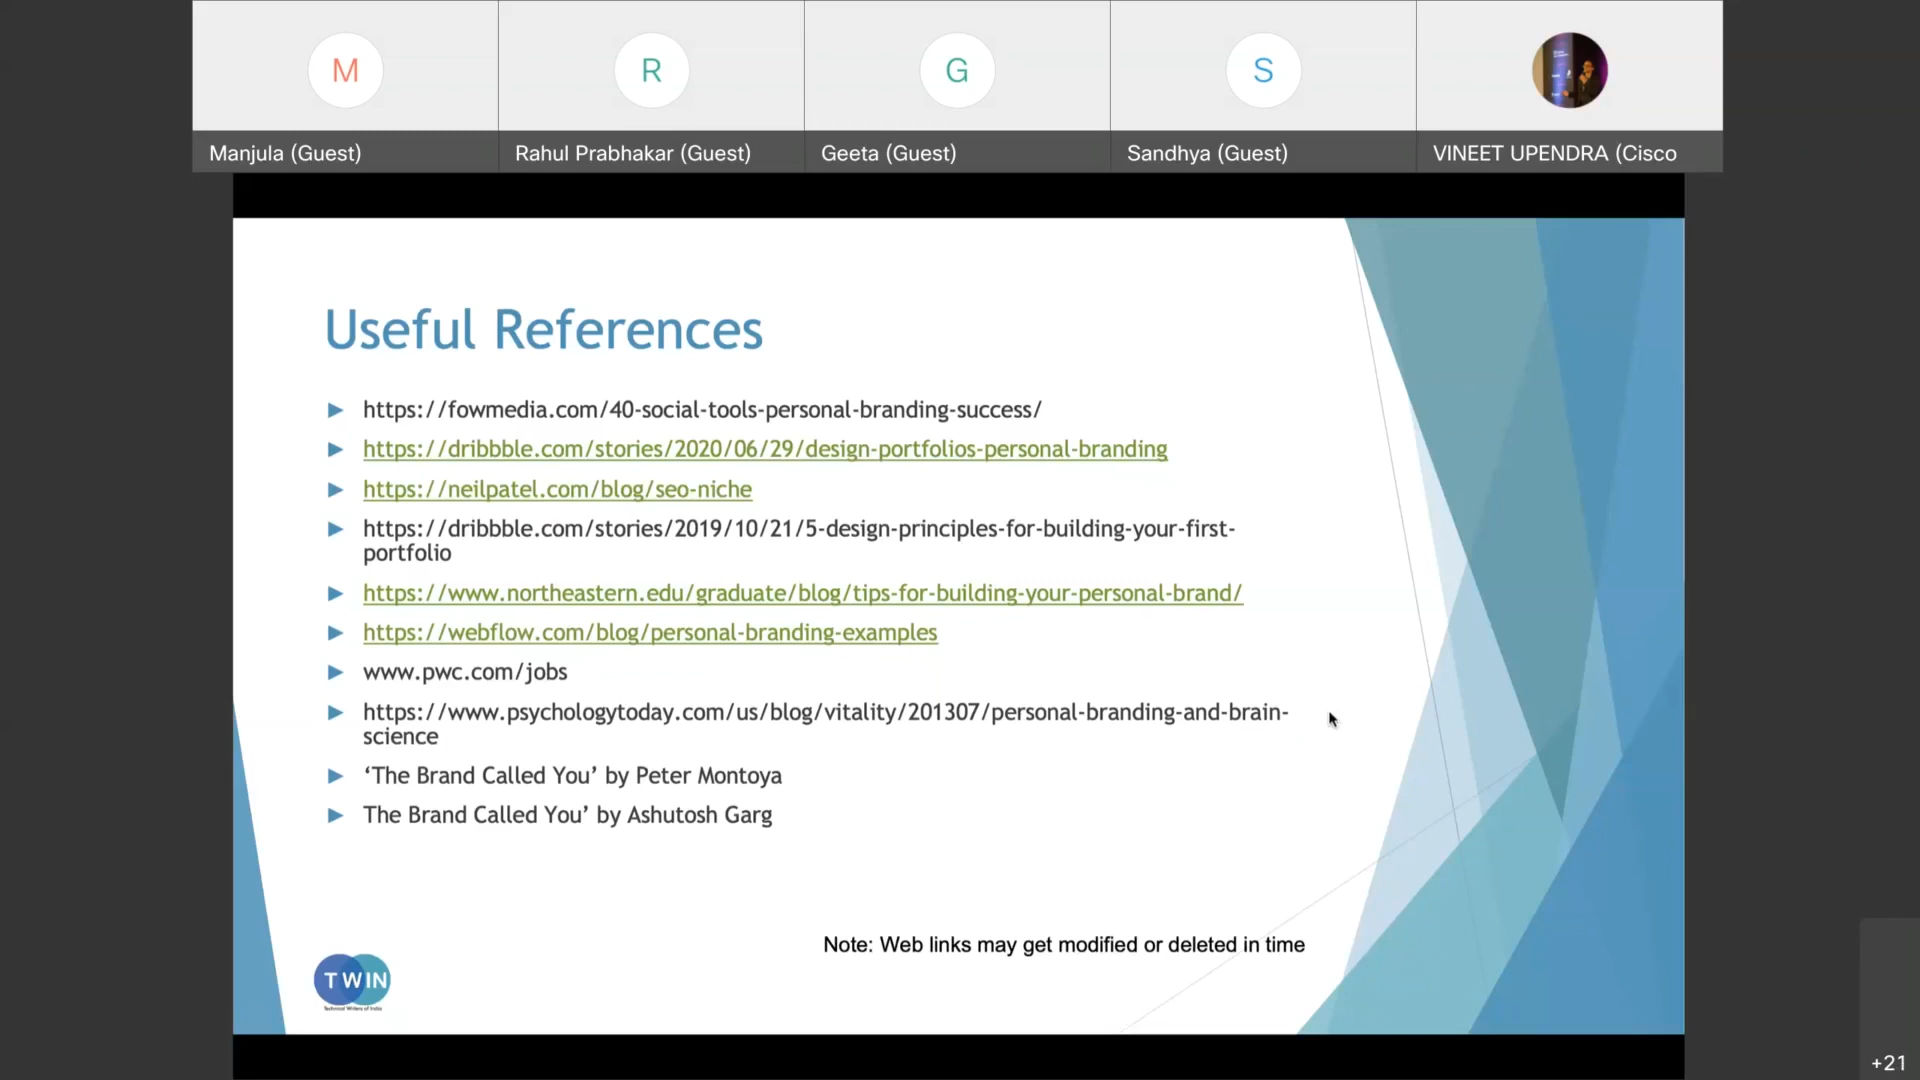 M
R
G
S
Manjula (Guest)
Rahul Prabhakar (Guest)
Geeta (Guest)
Sandhya (Guest)
VINEET UPENDRA (Cisco
Useful References
https://fowmedia.com/40-social-tools-personal-branding-success/
https://dribbble.com/stories/2020/06/29/design-portfolios-personal-branding
https://neilpatel.com/blog/seo-niche
https://dribbble.com/stories/2019/10/21/5-design-principles-for-building-your-first-
portfolio
https://www.northeastern.edu/graduate/blog/tips-for-building-your-personal-brand/
https://webflow.com/blog/personal-branding-examples
www.pwc.com/jobs
https://www.psychologytoday.com/us/blog/vitality/201307/personal-branding-and-brain-
science
‘The Brand Called You’ by Peter Montoya
The Brand Called You’ by Ashutosh Garg
Note: Web links may get modified or deleted in time
TWIN
Technical Writers of India
+21